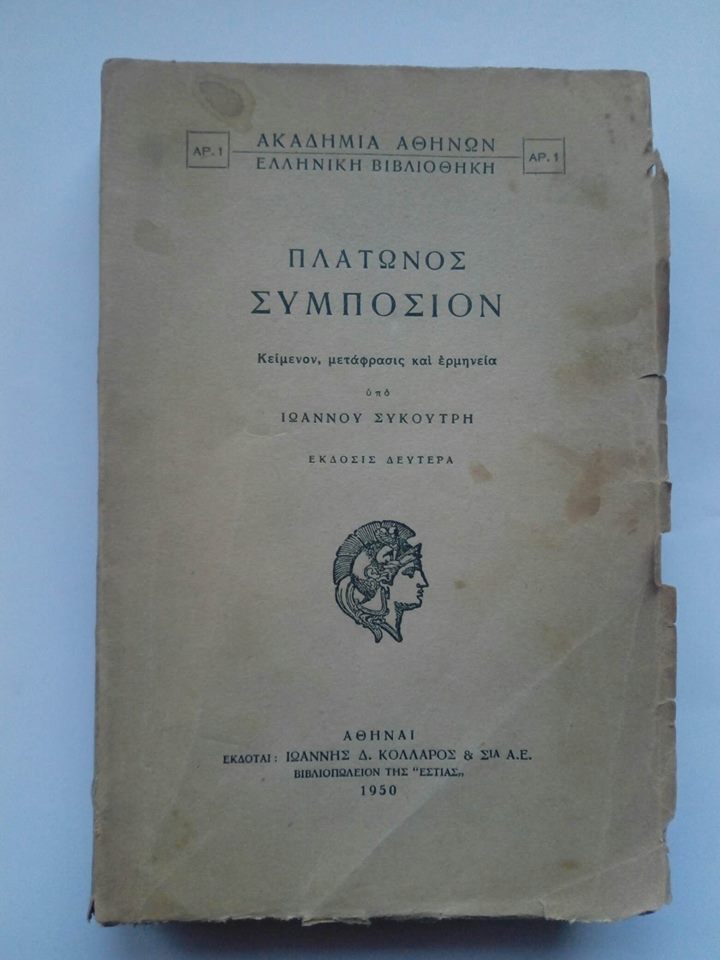 ΑΚΑΔΗΜΙΑ ΑΘΗΝΩΝ
ΑΡ. 1 ΑΡ. 1
ΕΛΛΗΝΙΚΗ ΒΙΒΛΙΟΘΗΚΗ
ΠΛΑΤΩΝΟΣ
ΣΥΜΠΟΣΙΟΝ
Κείμενον, μετάφρασις καὶ ἑρμηνεία
ὑπὸ
ΙΩΑΝΝΟΥ ΣΥΚΟΥΤΡΗ
ΕΚΔΟΣΙΣ ΔΕΥΤΕΡΑ
ΑΘΗΝΑΙ
ΕΚΔΟΤΑΙ: ΙΩΑΝΝΗΣ Δ. ΚΟΛΛΑΡΟΣ & ΣΙΑ Α.Ε.
ΒΙΒΛΙΟΠΩΛΕΙΟΝ ΤΗΣ "ΕΣΤΙΑΣ„
1950